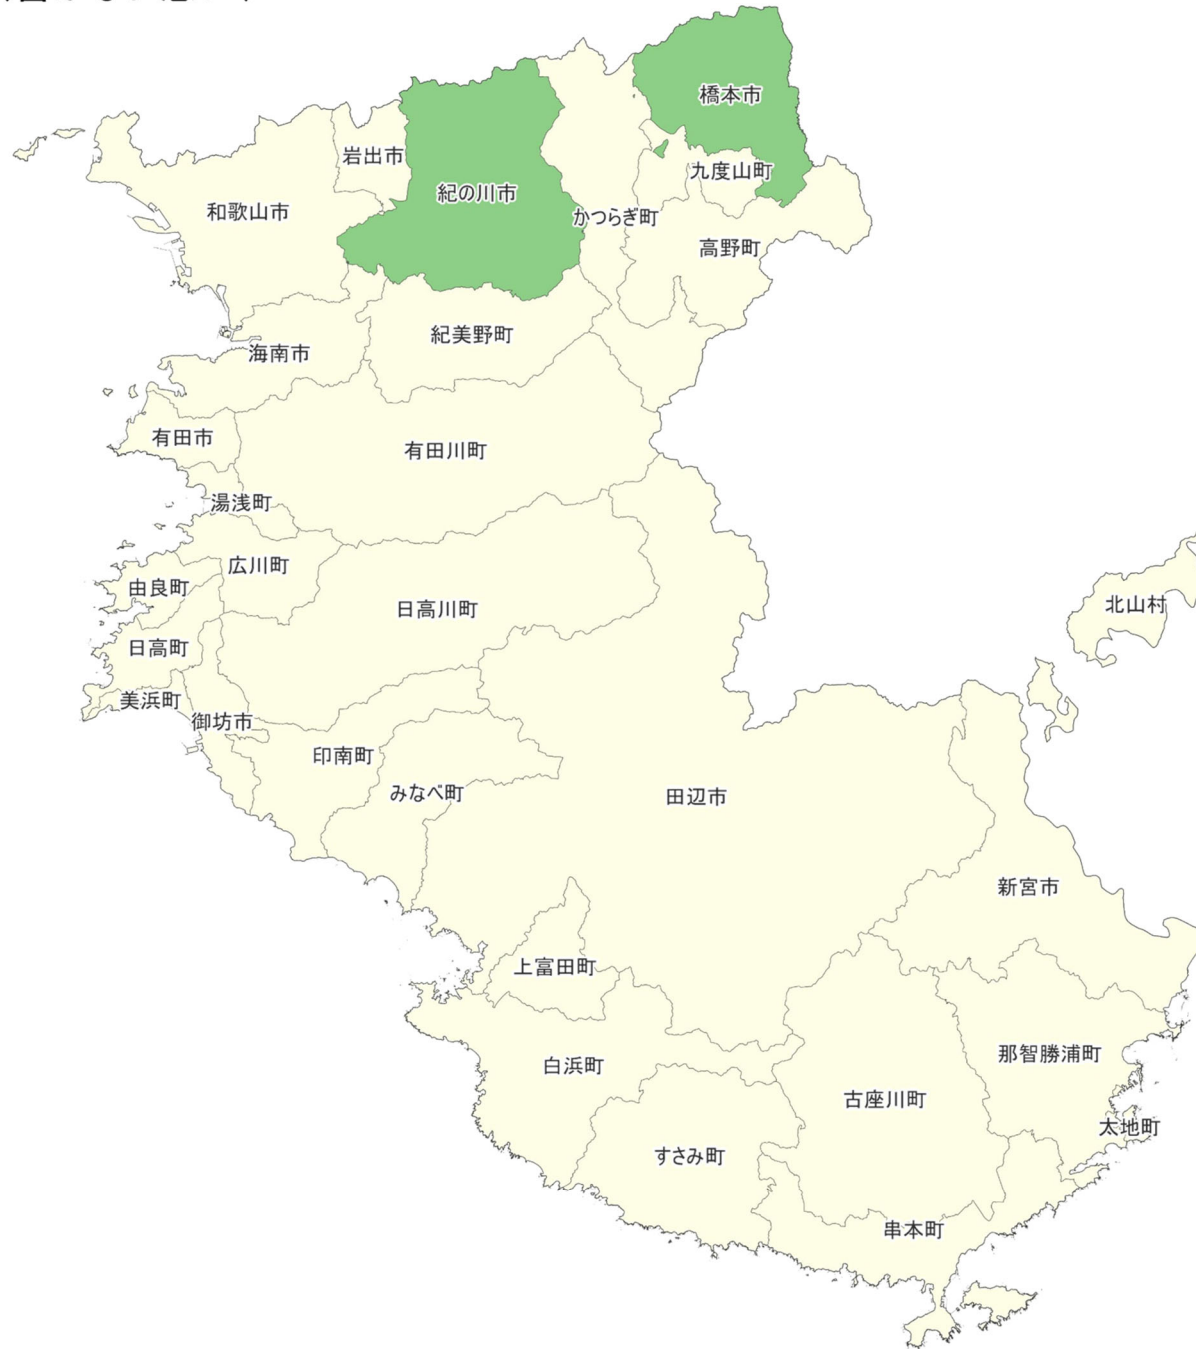 橋本市
岩出市
九度山町
紀の川市
和歌山市
かつらぎ町
高野町
紀美野町
海南市
有田市
有田川町
湯浅町
広川町
由良町
北山村
日高川町
日高町
美浜町
御坊市
印南町
みなべ町
田辺市
新宮市
上富田町
那智勝浦町
白浜町
古座川町
太地町
すさみ町
串本町